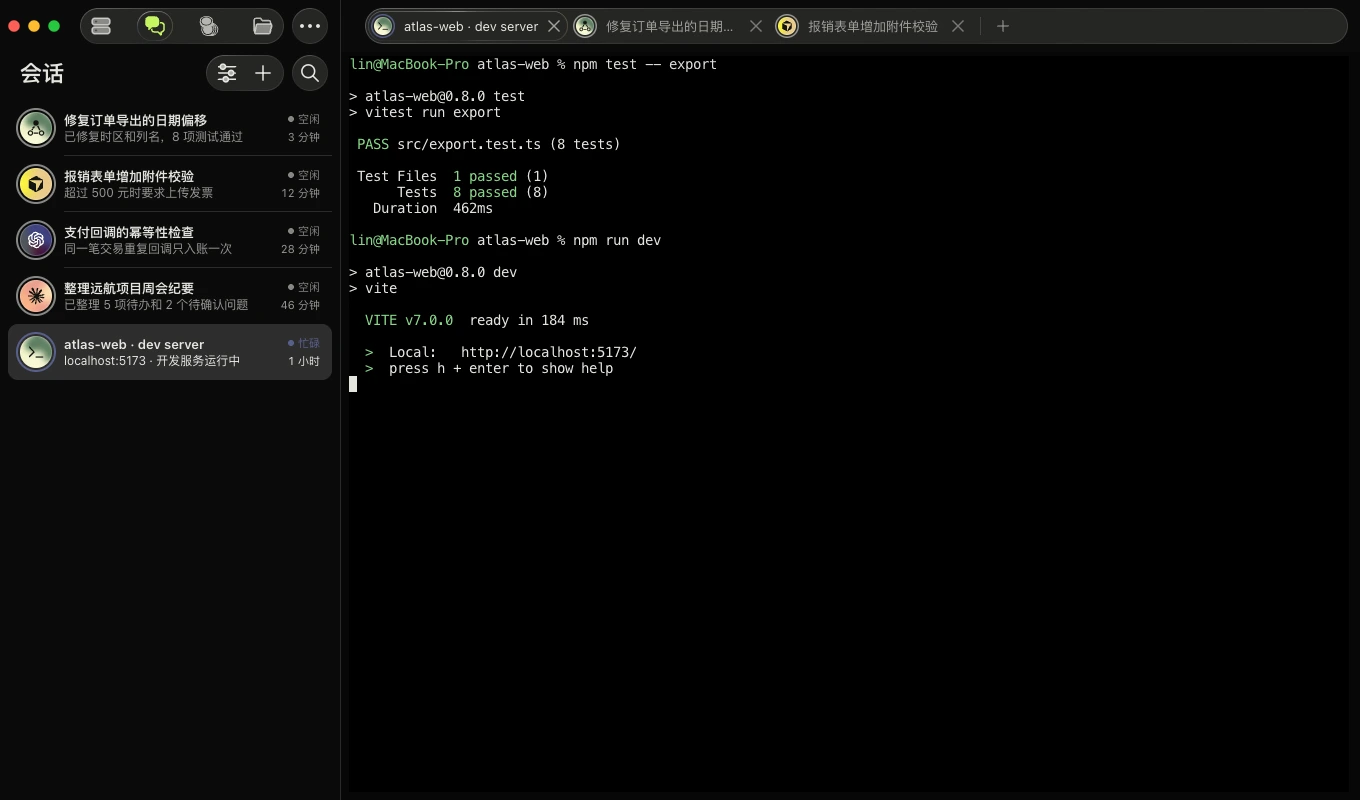 atlas-web · dev server
修复订单导出的日期...
报销表单增加附件校验
会话
修复订单导出的日期偏移
空闲
已修复时区和列名，8 项测试通过
3 分钟
报销表单增加附件校验
空闲
超过 500 元时要求上传发票
12 分钟
支付回调的幂等性检查
空闲
同一笔交易重复回调只入账一次
28 分钟
整理远航项目周会纪要
空闲
已整理 5 项待办和 2 个待确认问题
46 分钟
atlas-web · dev server
忙碌
localhost:5173 · 开发服务运行中
1 小时
lin@MacBook-Pro atlas-web % npm test -- export
> atlas-web@0.8.0 test
> vitest run export
PASS src/export.test.ts (8 tests)
Test Files  1 passed (1)
Tests  8 passed (8)
Duration  462ms
lin@MacBook-Pro atlas-web % npm run dev
> atlas-web@0.8.0 dev
> vite
VITE v7.0.0  ready in 184 ms
>  Local:   http://localhost:5173/
>  press h + enter to show help